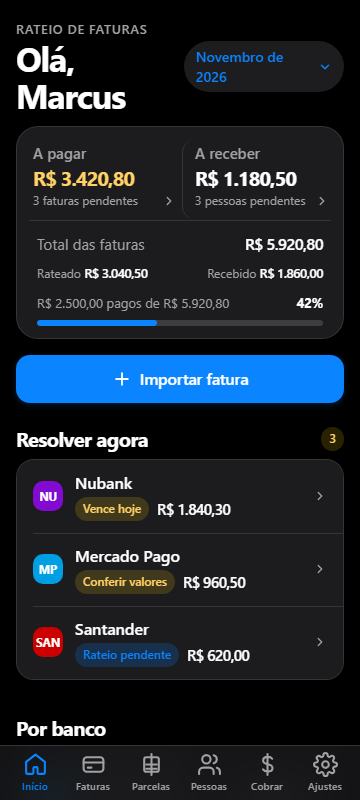 RATEIO DE FATURAS
Olá,
Marcus
Novembro de
2026
A pagar
R$ 3.420,80
3 faturas pendentes
A receber
R$ 1.180,50
3 pessoas pendentes
Total das faturas
R$ 5.920,80
Rateado R$ 3.040,50
Recebido R$ 1.860,00
R$ 2.500,00 pagos de R$ 5.920,80
42%
Importar fatura
Resolver agora
3
NU
Nubank
Vence hoje
R$ 1.840,30
MP
Mercado Pago
Conferir valores
R$ 960,50
SAN
Santander
Rateio pendente
R$ 620,00
Por banco
Início
Faturas
Parcelas
Pessoas
Cobrar
Ajustes